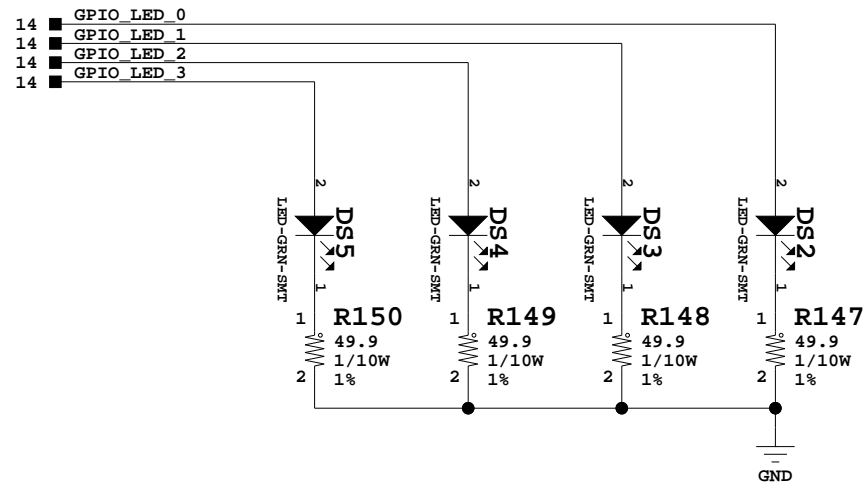 14 GPIO_LED_0
14 GPIO_LED_1
14 GPIO_LED_2
14 GPIO_LED_3
2 2 2 2
LED-GRN-SMT DS5 LED-GRN-SMT DS4 LED-GRN-SMT DS3 LED-GRN-SMT DS2
1 1 1 1
1 R150 1 R149 1 R148 1 R147
49.9 49.9 49.9 49.9
1/10W 1/10W 1/10W 1/10W
2 1% 2 1% 2 1% 2 1%
GND